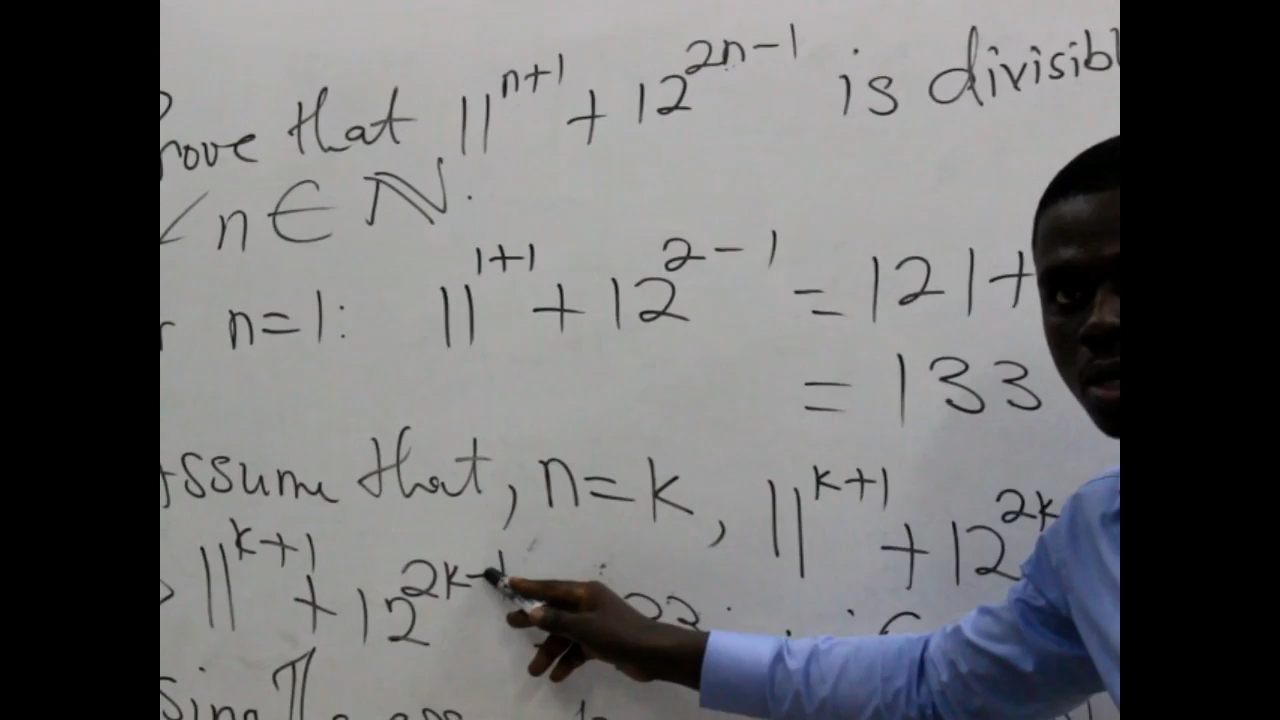 rove that 11^{n+1} + 12^{2n-1} is divisibl
n ∈ ℕ.
n=1: 11^{1+1} + 12^{2-1} = 121+
= 133
ssume that, n=k, 11^{k+1} + 12^{2k
11^{k+1} + 12^{2k-1}
sing